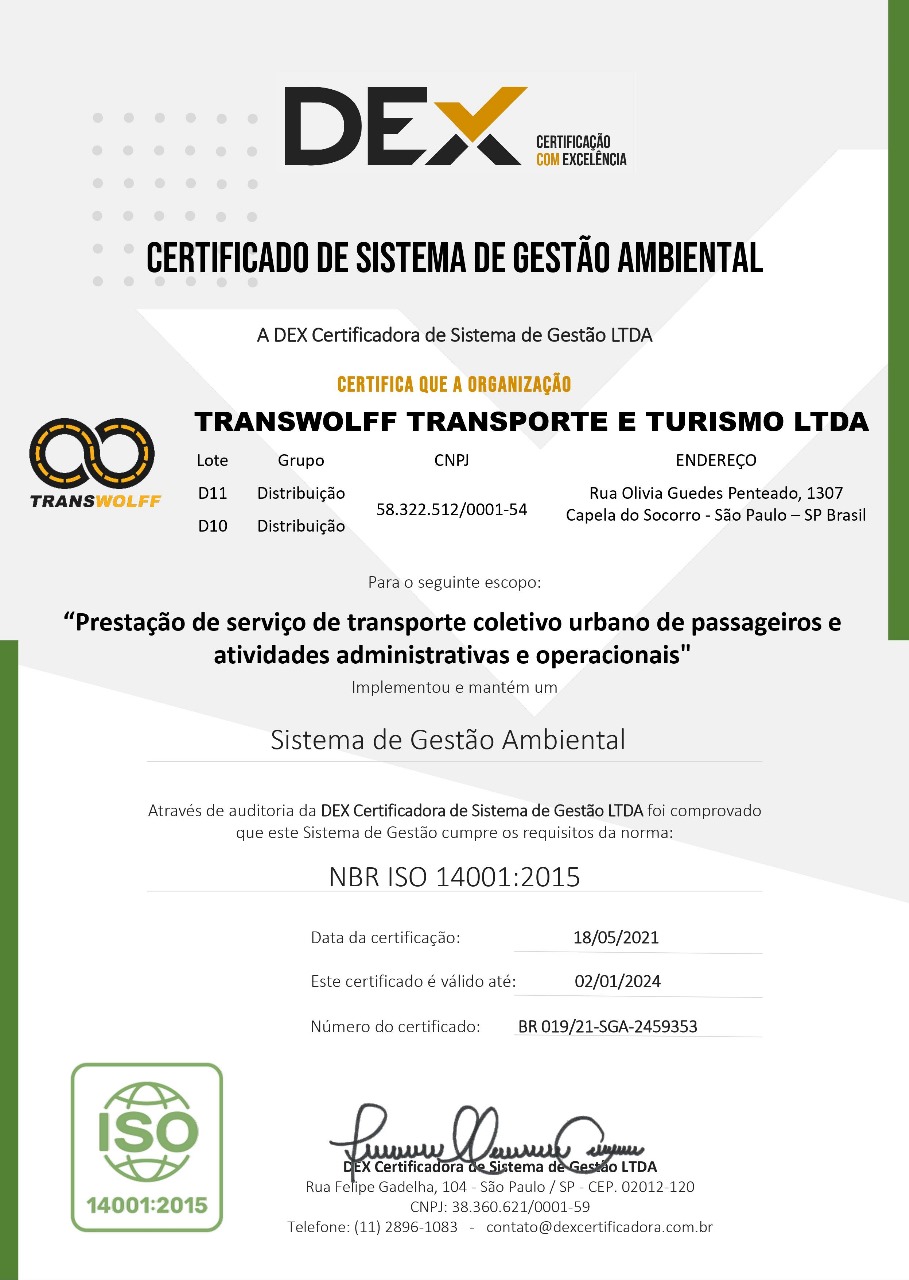 DEX
CERTIFICAÇÃO
COM EXCELÊNCIA
CERTIFICADO DE SISTEMA DE GESTÃO AMBIENTAL
A DEX Certificadora de Sistema de Gestão LTDA
CERTIFICA QUE A ORGANIZAÇÃO
TRANSWOLFF TRANSPORTE E TURISMO LTDA
TRANSWOLFF
Lote Grupo CNPJ ENDEREÇO
D11 Distribuição
58.322.512/0001-54
Rua Olivia Guedes Penteado, 1307
Capela do Socorro - São Paulo – SP Brasil
D10 Distribuição
Para o seguinte escopo:
“Prestação de serviço de transporte coletivo urbano de passageiros e
atividades administrativas e operacionais"
Implementou e mantém um
Sistema de Gestão Ambiental
Através de auditoria da DEX Certificadora de Sistema de Gestão LTDA foi comprovado
que este Sistema de Gestão cumpre os requisitos da norma:
NBR ISO 14001:2015
Data da certificação: 18/05/2021
Este certificado é válido até: 02/01/2024
Número do certificado: BR 019/21-SGA-2459353
ISO
14001:2015
DEX Certificadora de Sistema de Gestão LTDA
Rua Felipe Gadelha, 104 - São Paulo / SP - CEP. 02012-120
CNPJ: 38.360.621/0001-59
Telefone: (11) 2896-1083 - contato@dexcertificadora.com.br